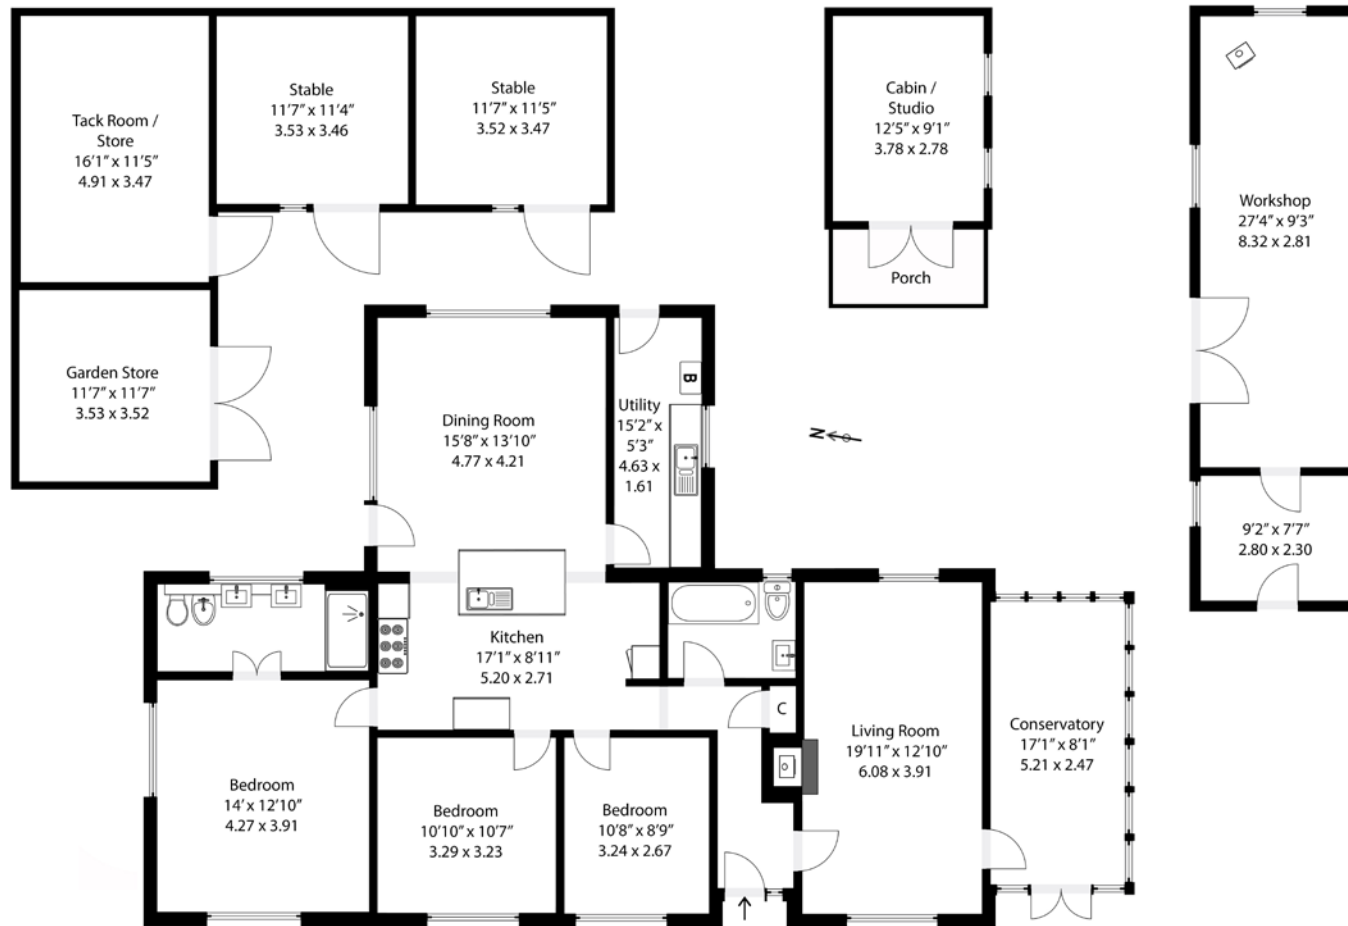 Tack Room /
Store
16'1" x 11'5"
4.91 x 3.47
Stable
11'7" x 11'4"
3.53 x 3.46
Stable
11'7" x 11'5"
3.52 x 3.47
Cabin /
Studio
12'5" x 9'1"
3.78 x 2.78
Porch
Workshop
27'4" x 9'3"
8.32 x 2.81
9'2" x 7'7"
2.80 x 2.30
Garden Store
11'7" x 11'7"
3.53 x 3.52
Dining Room
15'8" x 13'10"
4.77 x 4.21
B
Utility
15'2" x
5'3"
4.63 x
1.61
N
Kitchen
17'1" x 8'11"
5.20 x 2.71
C
Living Room
19'11" x 12'10"
6.08 x 3.91
Conservatory
17'1" x 8'1"
5.21 x 2.47
Bedroom
14' x 12'10"
4.27 x 3.91
Bedroom
10'10" x 10'7"
3.29 x 3.23
Bedroom
10'8" x 8'9"
3.24 x 2.67